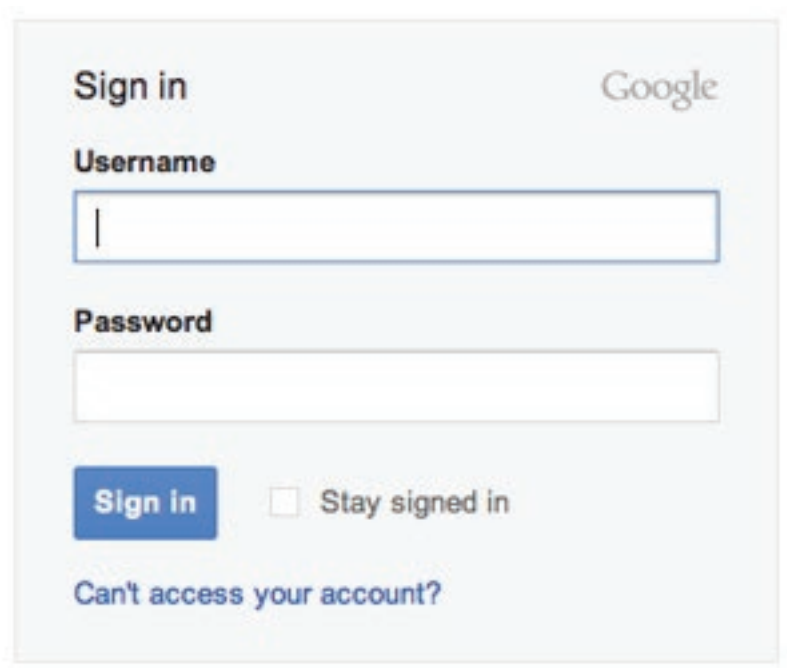 Sign in Google
Username
Password
Sign in Stay signed in
Can't access your account?